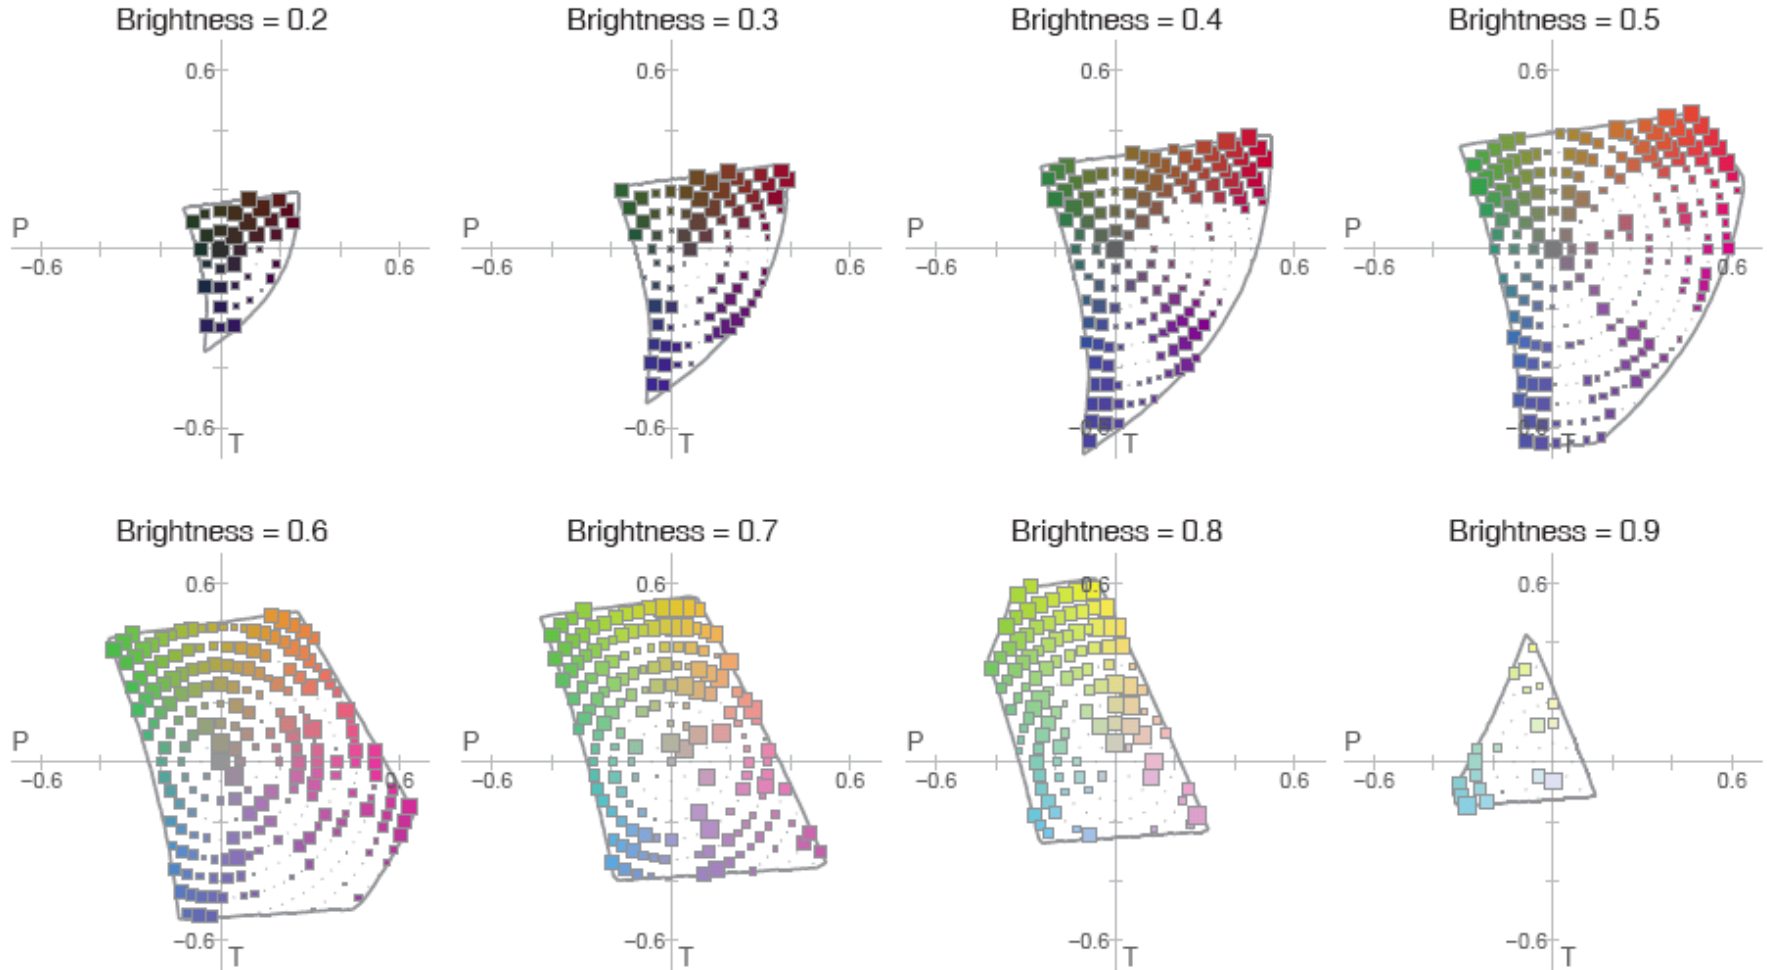 Brightness = 0.2
Brightness = 0.3
Brightness = 0.4
Brightness = 0.5
0.6
0.6
0.6
0.6
P
P
P
P
−0.6
0.6
−0.6
0.6
−0.6
0.6
−0.6
0.6
−0.6
T
−0.6
T
−0.6
T
−0.6
T
Brightness = 0.6
Brightness = 0.7
Brightness = 0.8
Brightness = 0.9
0.6
0.6
0.6
0.6
P
P
P
P
−0.6
0.6
−0.6
0.6
−0.6
0.6
−0.6
0.6
−0.6
T
−0.6
T
−0.6
T
−0.6
T